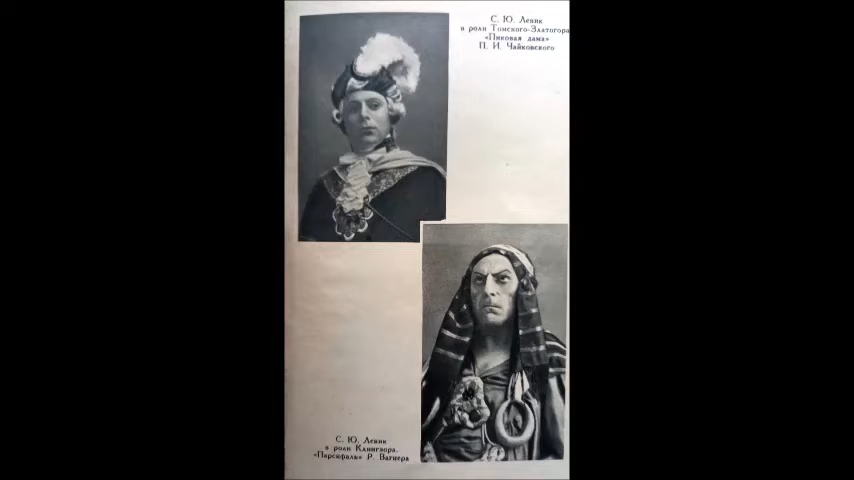 С. Ю. Левик
в роли Томского-Златогора
«Пиковая дама»
П. И. Чайковского
С. Ю. Левик
в роли Клингзора.
«Парсифаль» Р. Вагнера